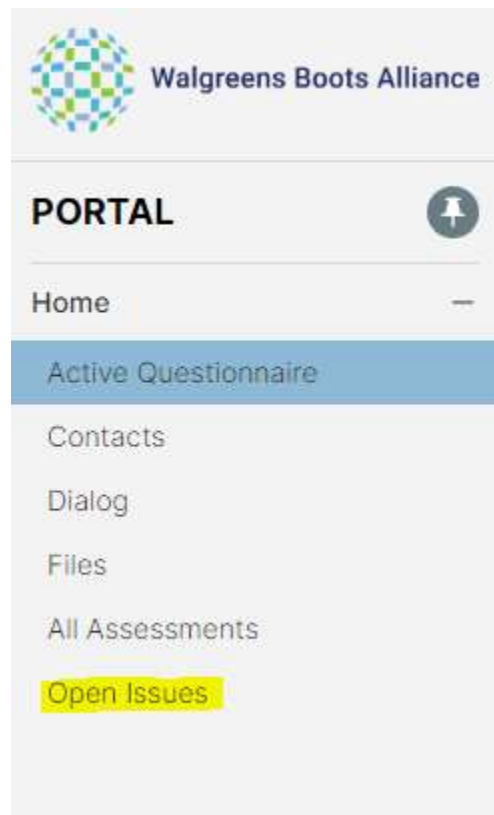 Walgreens Boots Alliance
PORTAL
Home
Active Questionnaire
Contacts
Dialog
Files
All Assessments
Open Issues